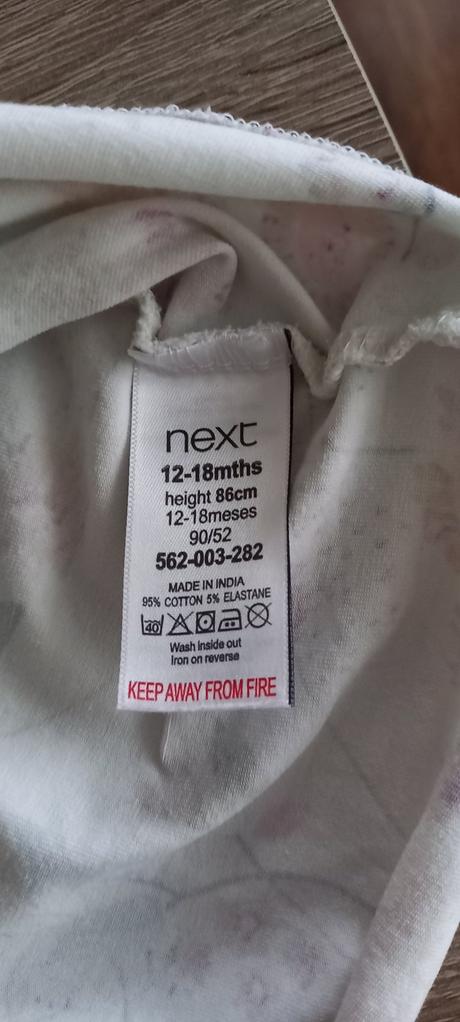 next
12-18mths
height 86cm
12-18meses
90/52
562-003-282
MADE IN INDIA
95% COTTON 5% ELASTANE
40
Wash inside out
Iron on reverse
KEEP AWAY FROM FIRE